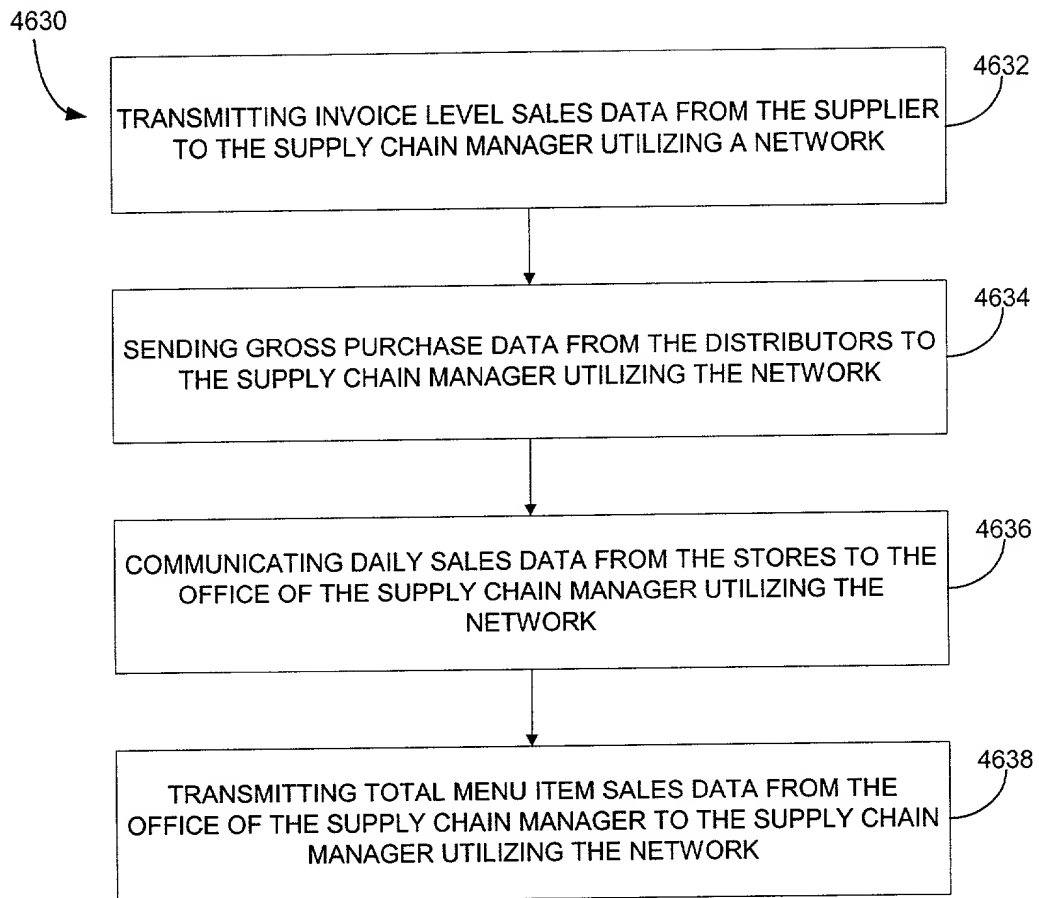 4630
4632
TRANSMITTING INVOICE LEVEL SALES DATA FROM THE SUPPLIER
TO THE SUPPLY CHAIN MANAGER UTILIZING A NETWORK
4634
SENDING GROSS PURCHASE DATA FROM THE DISTRIBUTORS TO
THE SUPPLY CHAIN MANAGER UTILIZING THE NETWORK
4636
COMMUNICATING DAILY SALES DATA FROM THE STORES TO THE
OFFICE OF THE SUPPLY CHAIN MANAGER UTILIZING THE
NETWORK
4638
TRANSMITTING TOTAL MENU ITEM SALES DATA FROM THE
OFFICE OF THE SUPPLY CHAIN MANAGER TO THE SUPPLY CHAIN
MANAGER UTILIZING THE NETWORK